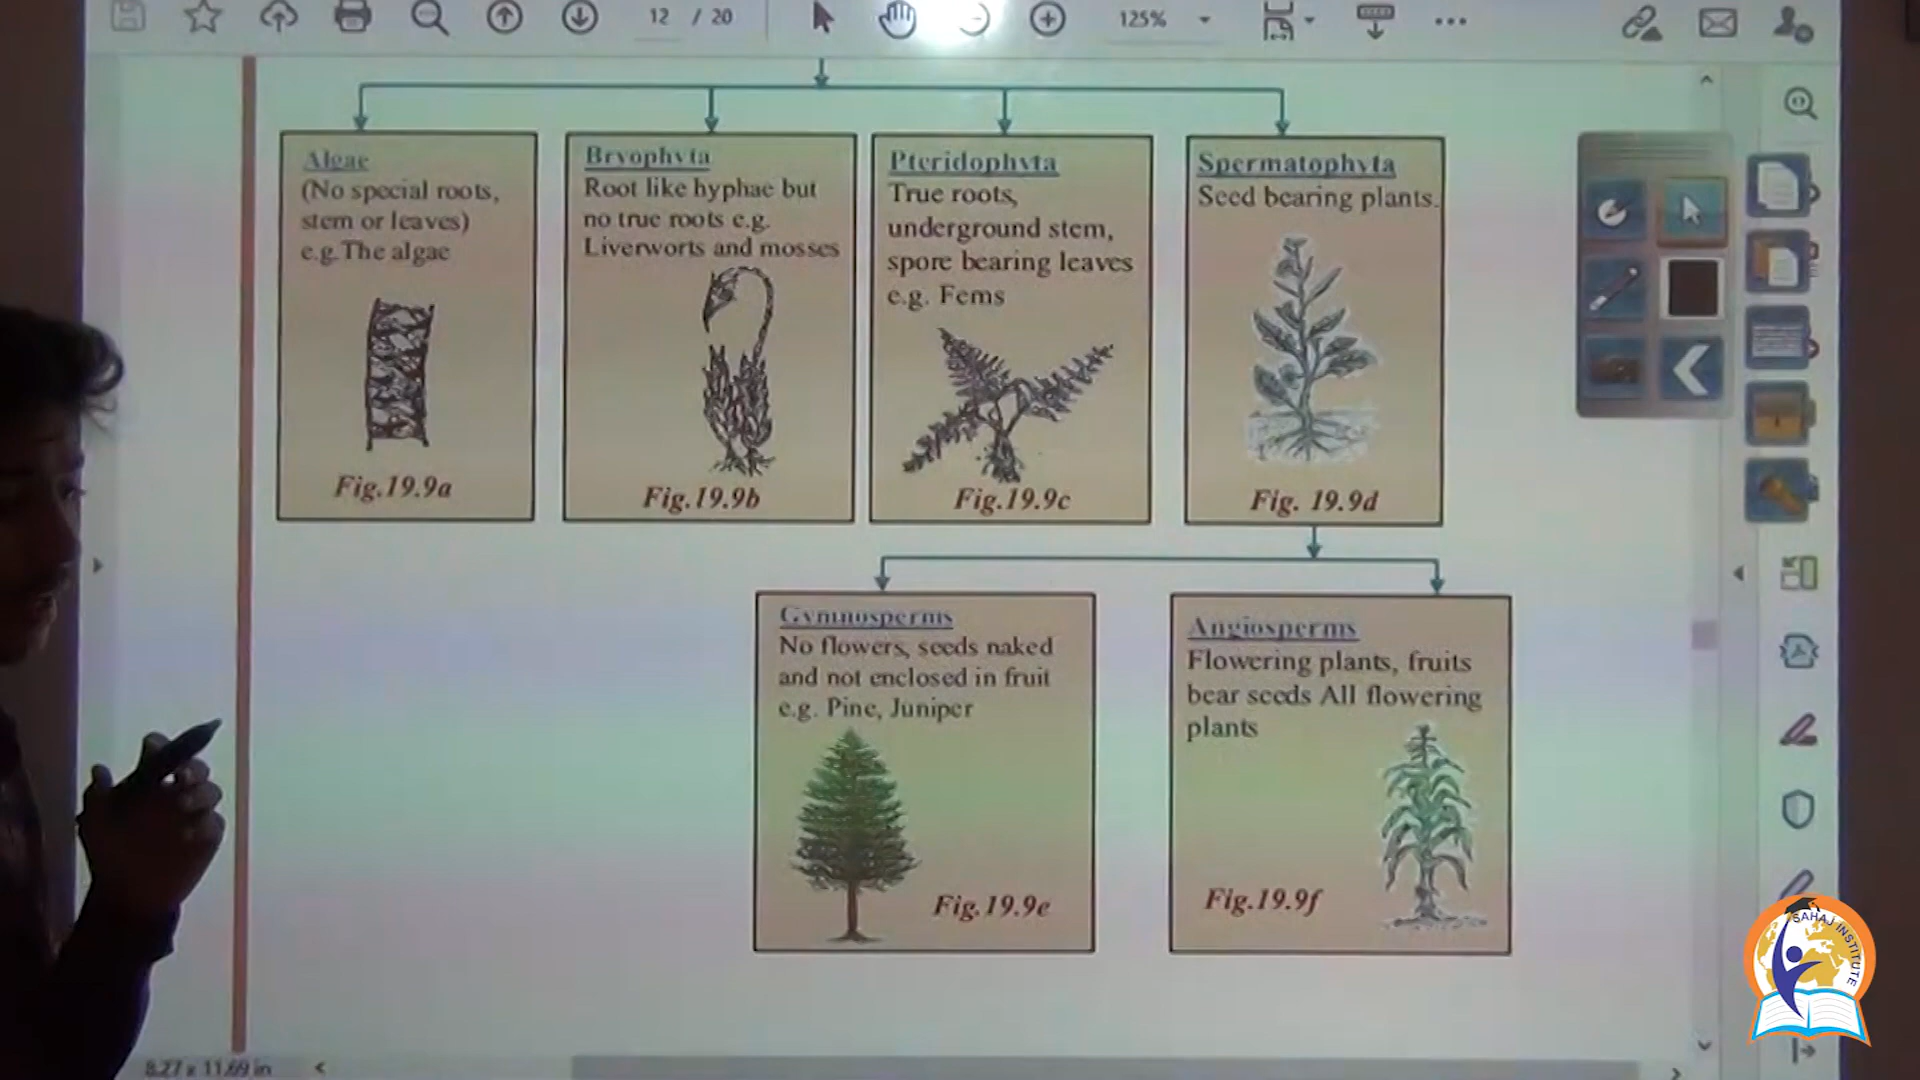 12 / 20
125%
Algae
(No special roots,
stem or leaves)
e.g.The algae
Fig.19.9a
Bryophyta
Root like hyphae but
no true roots e.g.
Liverworts and mosses
Fig.19.9b
Pteridophyta
True roots,
underground stem,
spore bearing leaves
e.g. Fems
Fig.19.9c
Spermatophyta
Seed bearing plants.
Fig. 19.9d
Gymnosperms
No flowers, seeds naked
and not enclosed in fruit
e.g. Pine, Juniper
Fig.19.9e
Angiosperms
Flowering plants, fruits
bear seeds All flowering
plants
Fig.19.9f
8.27 x 11.69 in
SAHAJ INSTITUTE